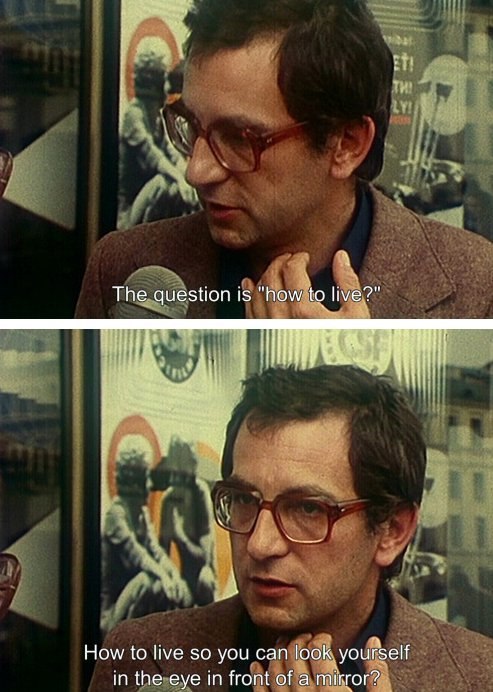 The question is "how to live?"
How to live so you can look yourself
in the eye in front of a mirror?